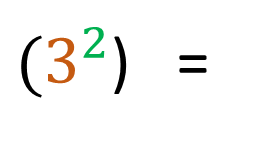 (3²) =